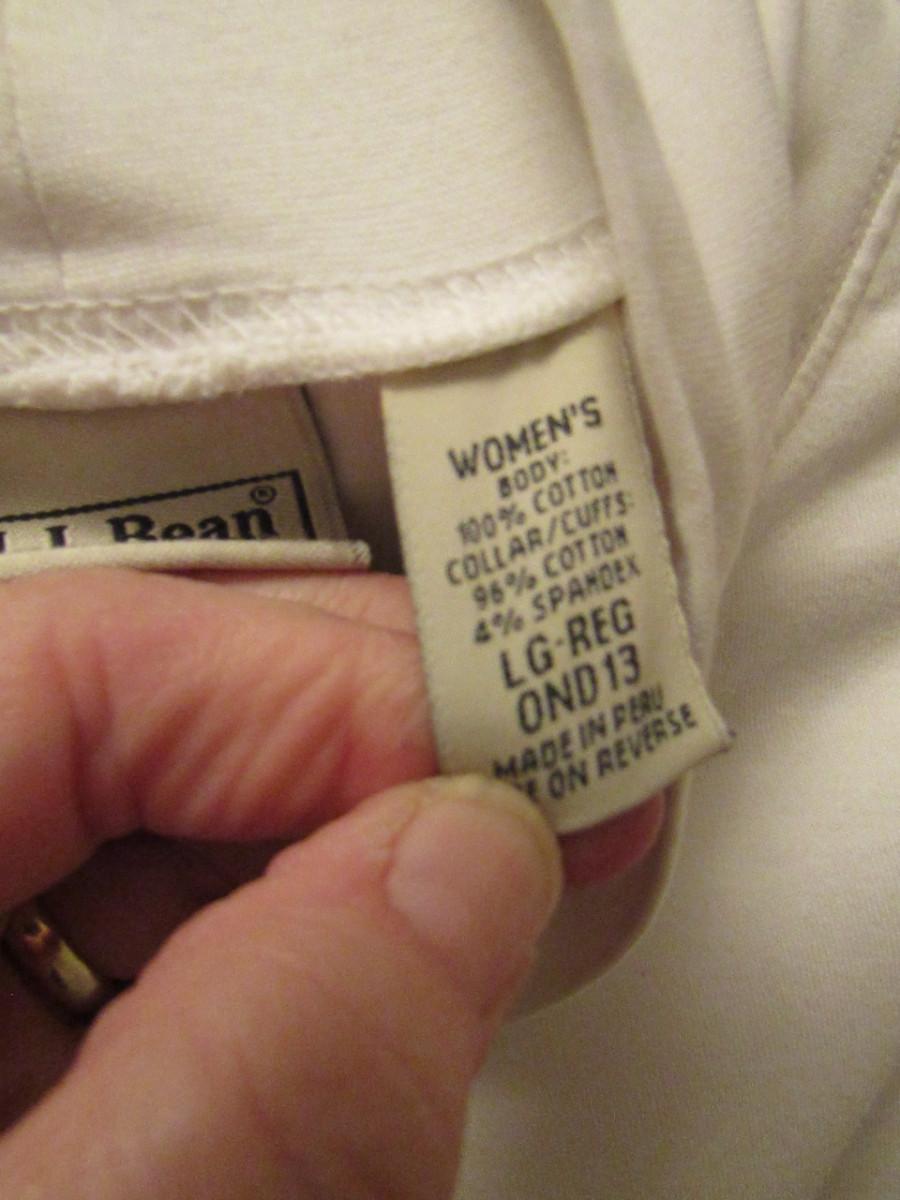 L.L.Bean®
WOMEN'S
BODY:
100% COTTON
COLLAR/CUFFS:
96% COTTON
4% SPANDEX
LG-REG
OND13
MADE IN PERU
ON REVERSE